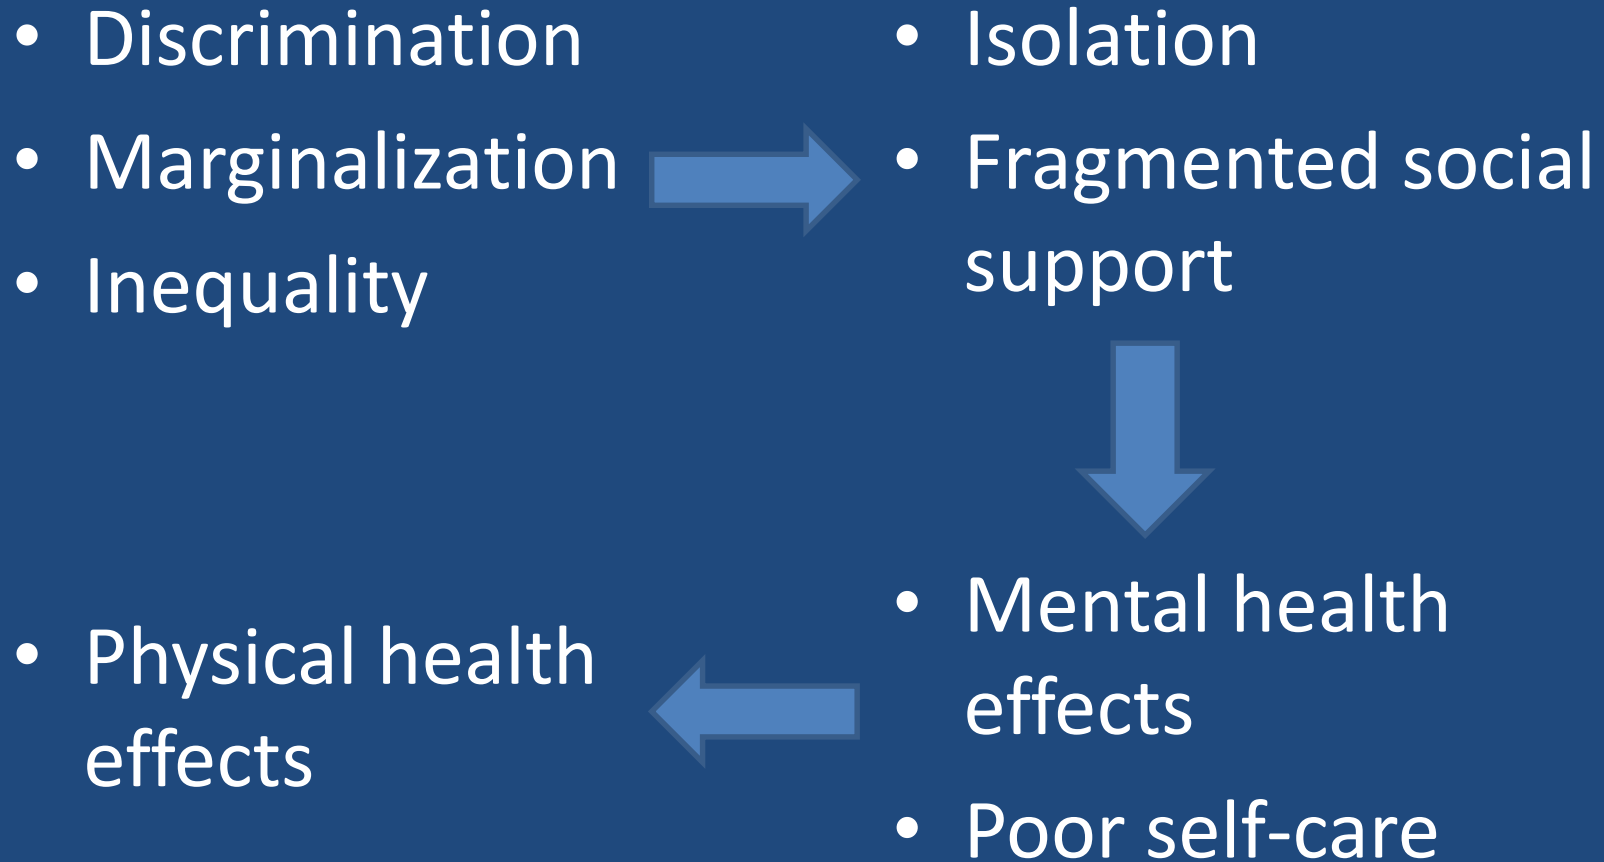 • Discrimination
• Marginalization
• Inequality
• Isolation
• Fragmented social
support
• Mental health
effects
• Poor self-care
• Physical health
effects